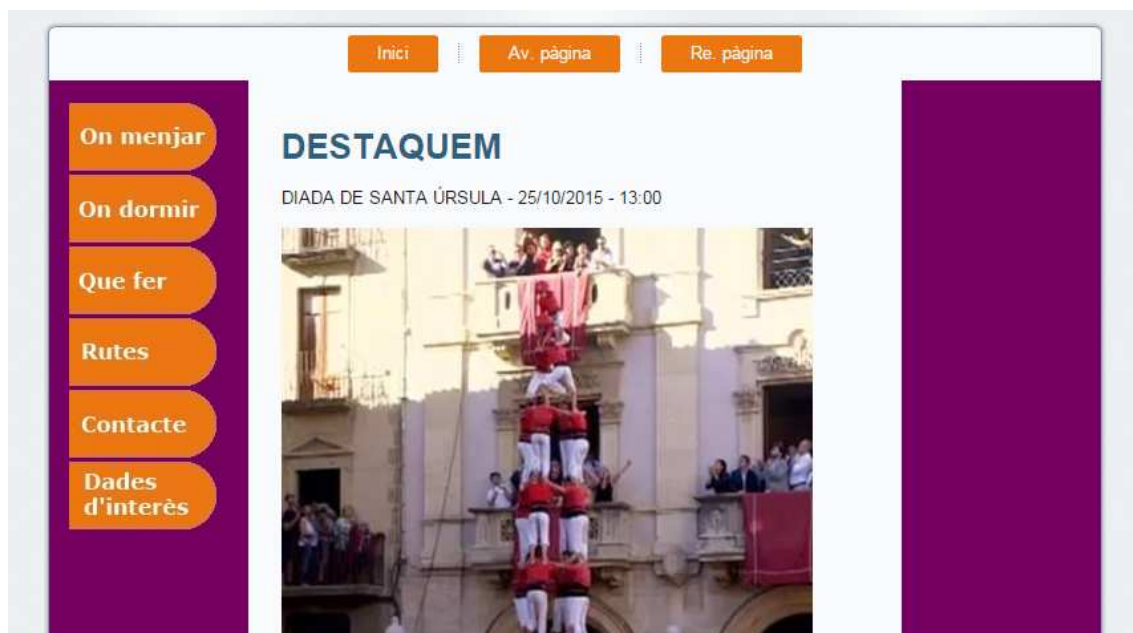 Inici
Av. pàgina
Re. pàgina
On menjar
On dormir
Que fer
Rutes
Contacte
Dades
d'interès
DESTAQUEM
DIADA DE SANTA ÚRSULA - 25/10/2015 - 13:00